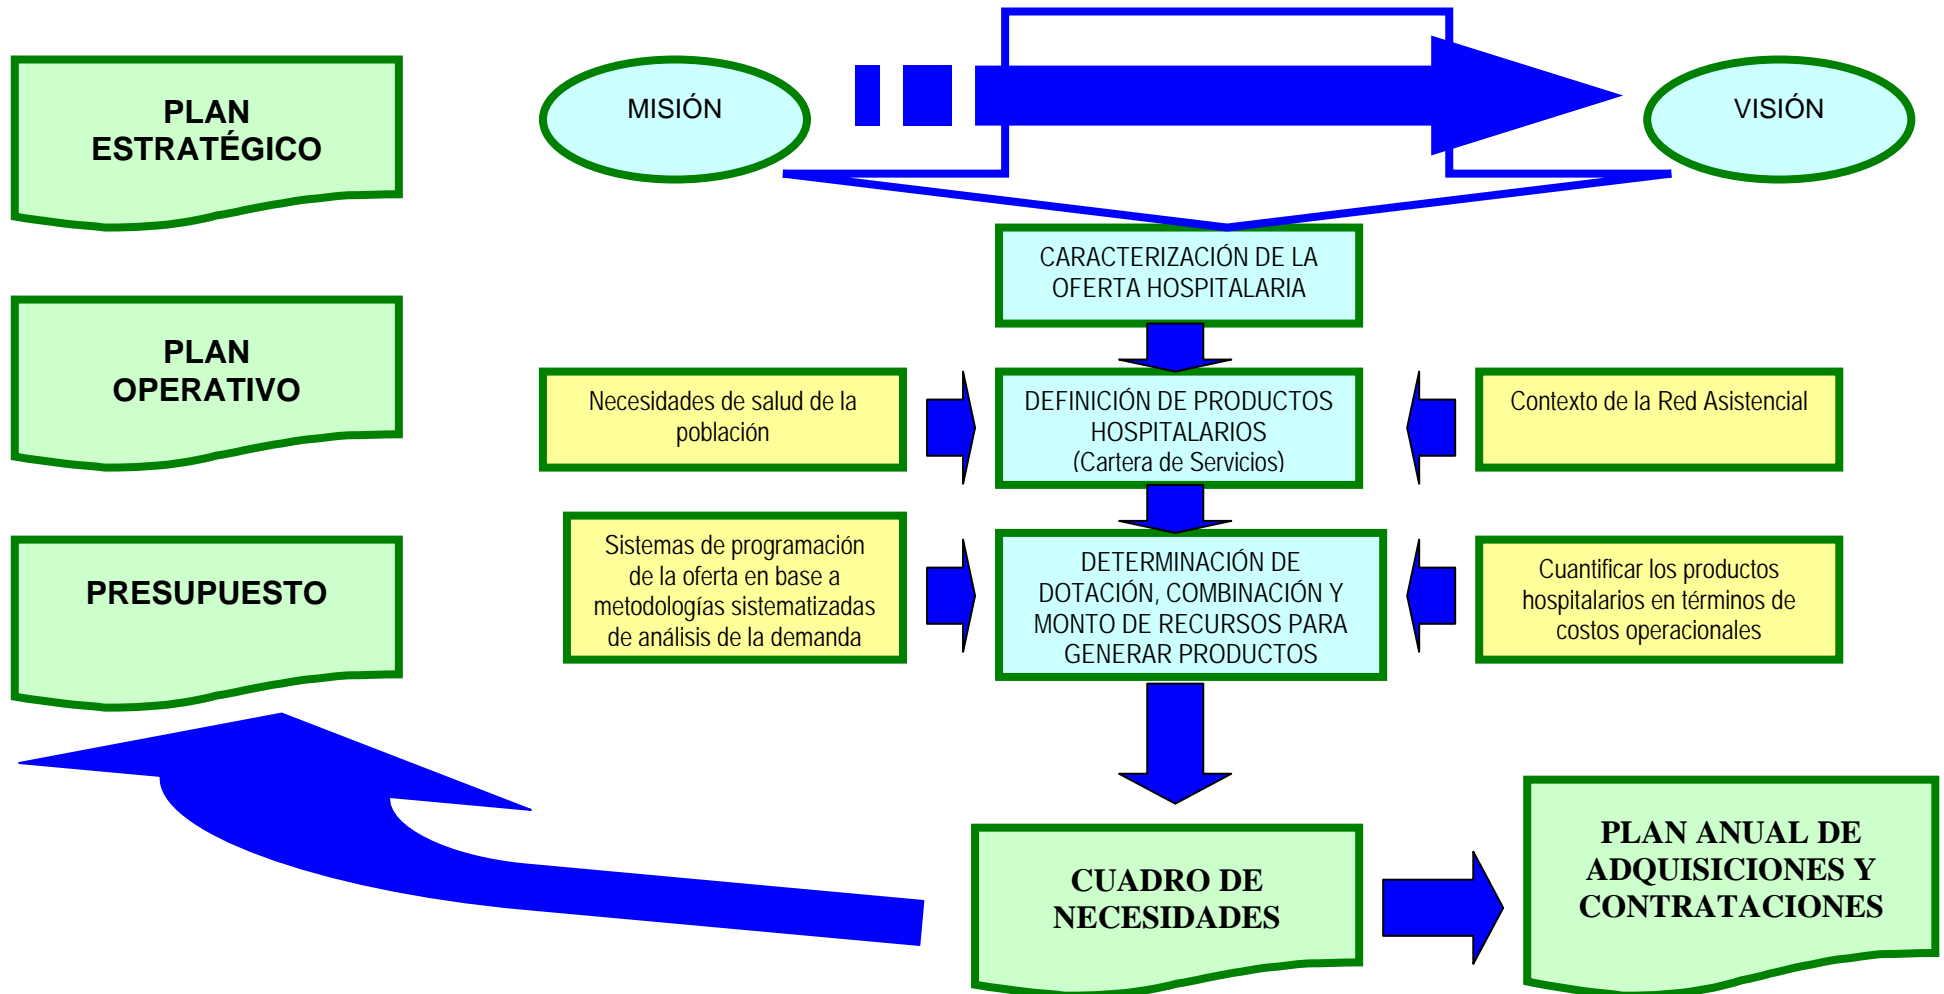 PLAN
ESTRATÉGICO
MISIÓN
VISIÓN
CARACTERIZACIÓN DE LA
OFERTA HOSPITALARIA
PLAN
OPERATIVO
Necesidades de salud de la
población
DEFINICIÓN DE PRODUCTOS
HOSPITALARIOS
(Cartera de Servicios)
Contexto de la Red Asistencial
PRESUPUESTO
Sistemas de programación
de la oferta en base a
metodologías sistematizadas
de análisis de la demanda
DETERMINACIÓN DE
DOTACIÓN, COMBINACIÓN Y
MONTO DE RECURSOS PARA
GENERAR PRODUCTOS
Cuantificar los productos
hospitalarios en términos de
costos operacionales
CUADRO DE
NECESIDADES
PLAN ANUAL DE
ADQUISICIONES Y
CONTRATACIONES